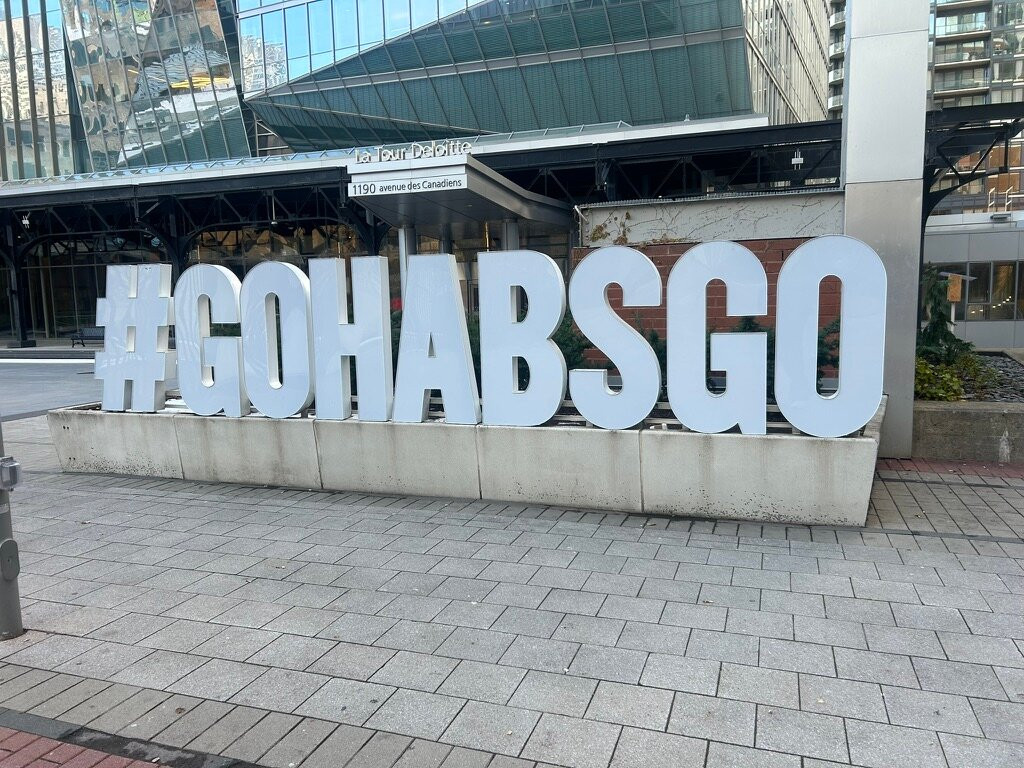 La Tour Deloitte
1190 avenue des Canadiens
#GOHABSGO